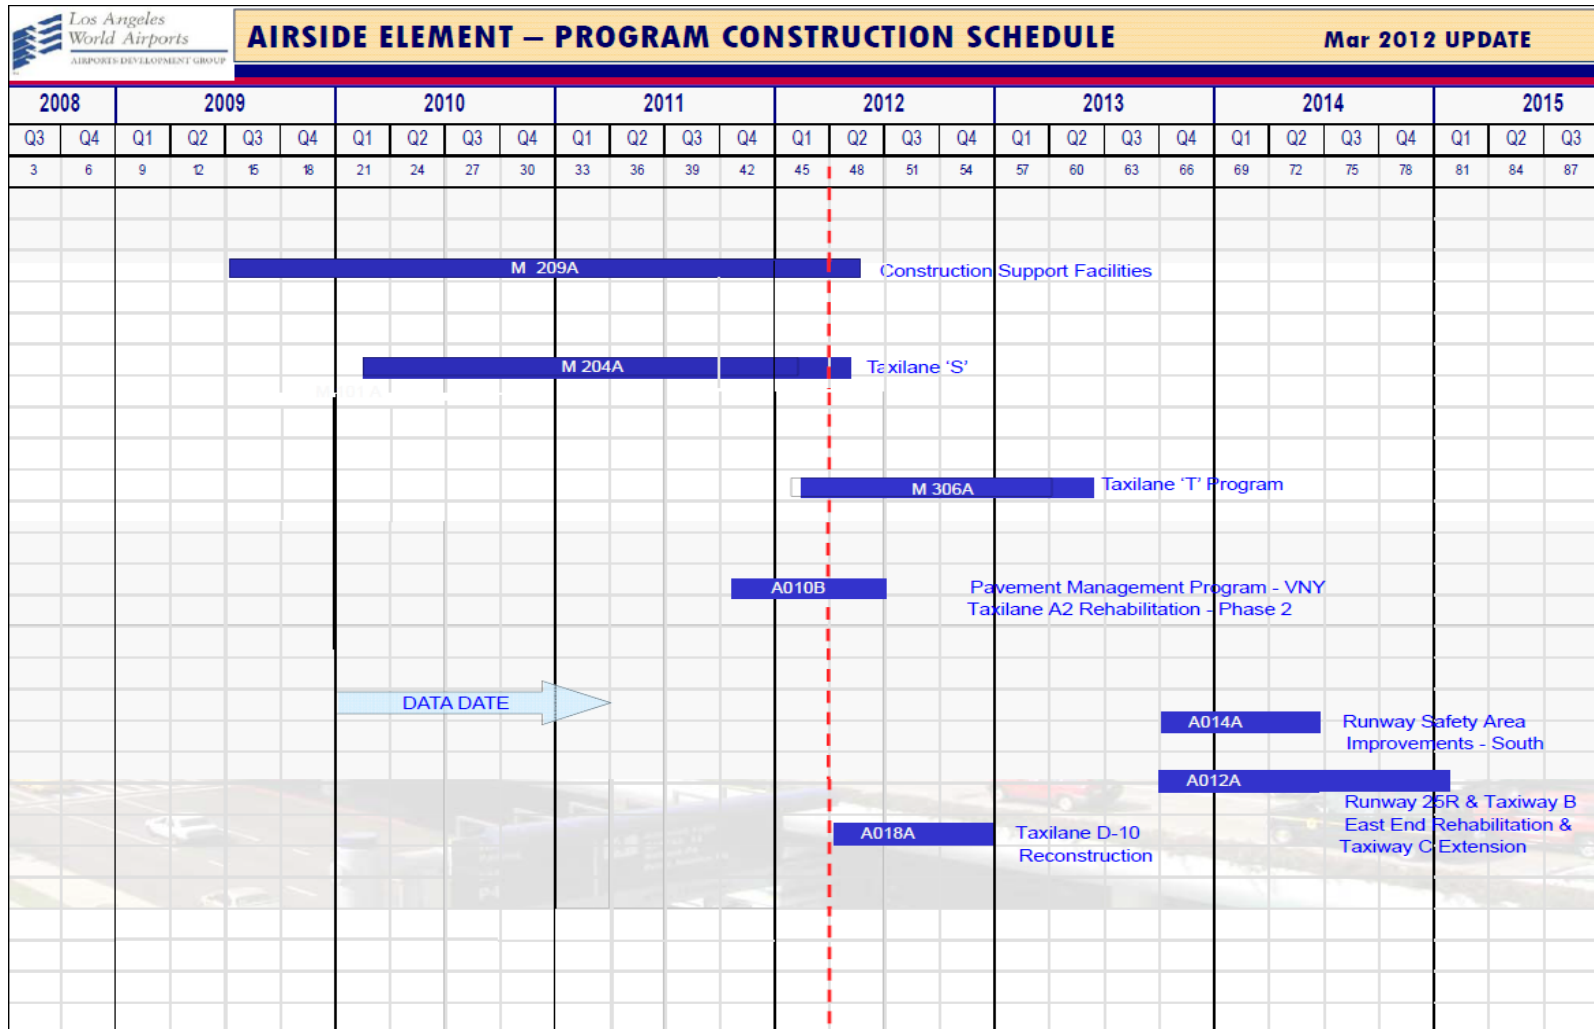 Los Angeles
World Airports
AIRPORTS DEVELOPMENT GROUP
AIRSIDE ELEMENT – PROGRAM CONSTRUCTION SCHEDULE
Mar 2012 UPDATE
2008 2009 2010 2011 2012 2013 2014 2015
Q3 Q4 Q1 Q2 Q3 Q4 Q1 Q2 Q3 Q4 Q1 Q2 Q3 Q4 Q1 Q2 Q3 Q4 Q1 Q2 Q3 Q4 Q1 Q2 Q3 Q4 Q1 Q2 Q3
3 6 9 12 15 18 21 24 27 30 33 36 39 42 45 48 51 54 57 60 63 66 69 72 75 78 81 84 87
M 209A
Construction Support Facilities
M 204A
Taxilane ‘S’
M 306A
Taxilane ‘T’ Program
A010B
Pavement Management Program - VNY
Taxilane A2 Rehabilitation - Phase 2
DATA DATE
A014A
Runway Safety Area
Improvements - South
A012A
Runway 25R & Taxiway B
East End Rehabilitation &
Taxiway C Extension
A018A
Taxilane D-10
Reconstruction